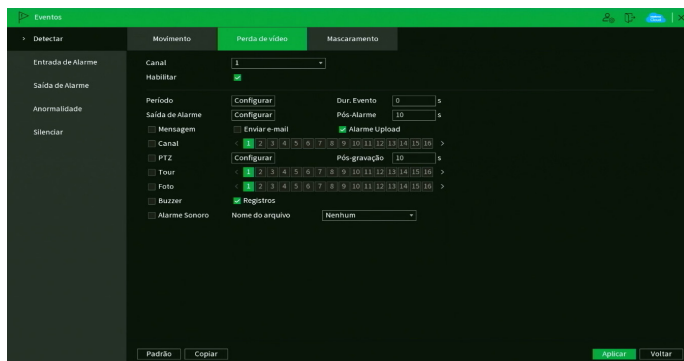 Eventos
Detectar
Movimento Perda de vídeo Mascaramento
Entrada de Alarme
Saída de Alarme
Anormalidade
Silenciar
Canal 1
Habilitar
Período Configurar Dur. Evento 0 s
Saída de Alarme Configurar Pós-Alarme 10 s
Mensagem Enviar e-mail Alarme Upload
Canal < 1 2 3 4 5 6 7 8 9 10 11 12 13 14 15 16 >
PTZ Configurar Pós-gravação 10 s
Tour < 1 2 3 4 5 6 7 8 9 10 11 12 13 14 15 16 >
Foto < 1 2 3 4 5 6 7 8 9 10 11 12 13 14 15 16 >
Buzzer Registros
Alarme Sonoro Nome do arquivo Nenhum
Padrão Copiar Aplicar Voltar